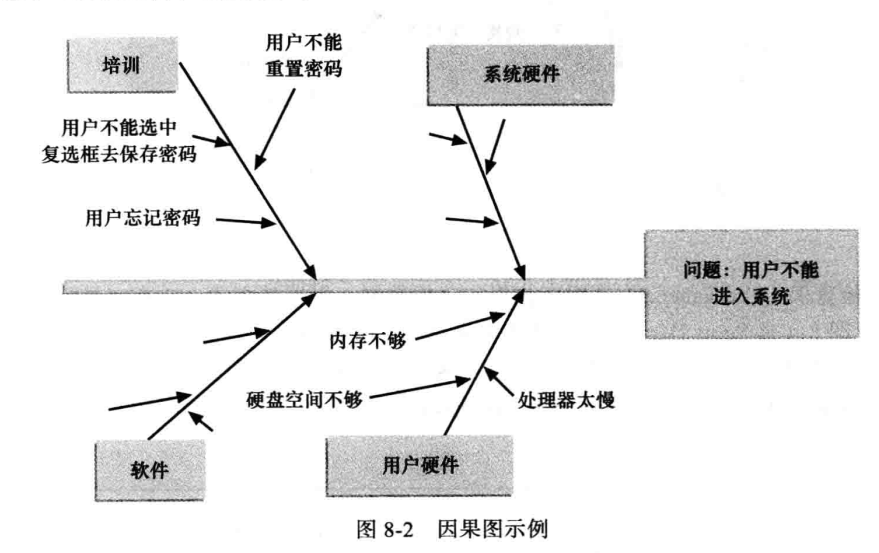 培训
用户不能
重置密码
系统硬件
用户不能选中
复选框去保存密码
用户忘记密码
问题：用户不能
进入系统
内存不够
硬盘空间不够
处理器太慢
软件
用户硬件
图 8-2 因果图示例